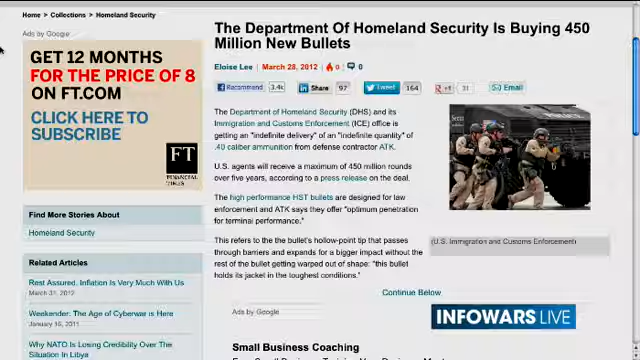 Home > Collections > Homeland Security
Ads by Google
GET 12 MONTHS
FOR THE PRICE OF 8
ON FT.COM
CLICK HERE TO
SUBSCRIBE
FT
FINANCIAL
TIMES
Find More Stories About
Homeland Security
Related Articles
Rest Assured, Inflation Is Very Much With Us
March 31, 2012
Weekender: The Age of Cyberwar is Here
January 16, 2011
Why NATO Is Losing Credibility Over The
Situation In Libya
The Department Of Homeland Security Is Buying 450
Million New Bullets
Eloise Lee | March 28, 2012 | 0 | 0
Recommend 3.4k Share 97 Tweet 164 +1 31 Email
The Department of Homeland Security (DHS) and its
Immigration and Customs Enforcement (ICE) office is
getting an "indefinite delivery" of an "indefinite quantity" of
.40 caliber ammunition from defense contractor ATK.
U.S. agents will receive a maximum of 450 million rounds
over five years, according to a press release on the deal.
The high performance HST bullets are designed for law
enforcement and ATK says they offer "optimum penetration
for terminal performance."
This refers to the the bullet's hollow-point tip that passes
through barriers and expands for a bigger impact without the
rest of the bullet getting warped out of shape: "this bullet
holds its jacket in the toughest conditions."
(U.S. Immigration and Customs Enforcement)
Continue Below
Ads by Google
INFOWARS LIVE
Small Business Coaching